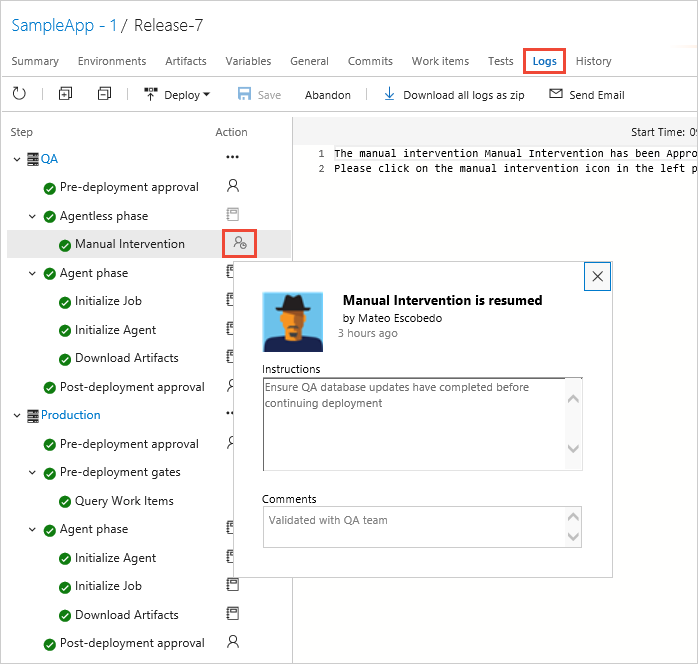 SampleApp - 1 / Release-7
Summary Environments Artifacts Variables General Commits Work items Tests Logs History
Deploy Save Abandon Download all logs as zip Send Email
Step Action
Start Time:
1 The manual intervention Manual Intervention has been
2 Please click on the manual intervention icon in the left
QA
Pre-deployment approval
Agentless phase
Manual Intervention
Agent phase
Initialize Job
Initialize Agent
Download Artifacts
Post-deployment approval
Production
Pre-deployment approval
Pre-deployment gates
Query Work Items
Agent phase
Initialize Agent
Initialize Job
Download Artifacts
Post-deployment approval
Manual Intervention is resumed
by Mateo Escobedo
3 hours ago
Instructions
Ensure QA database updates have completed before
continuing deployment
Comments
Validated with QA team